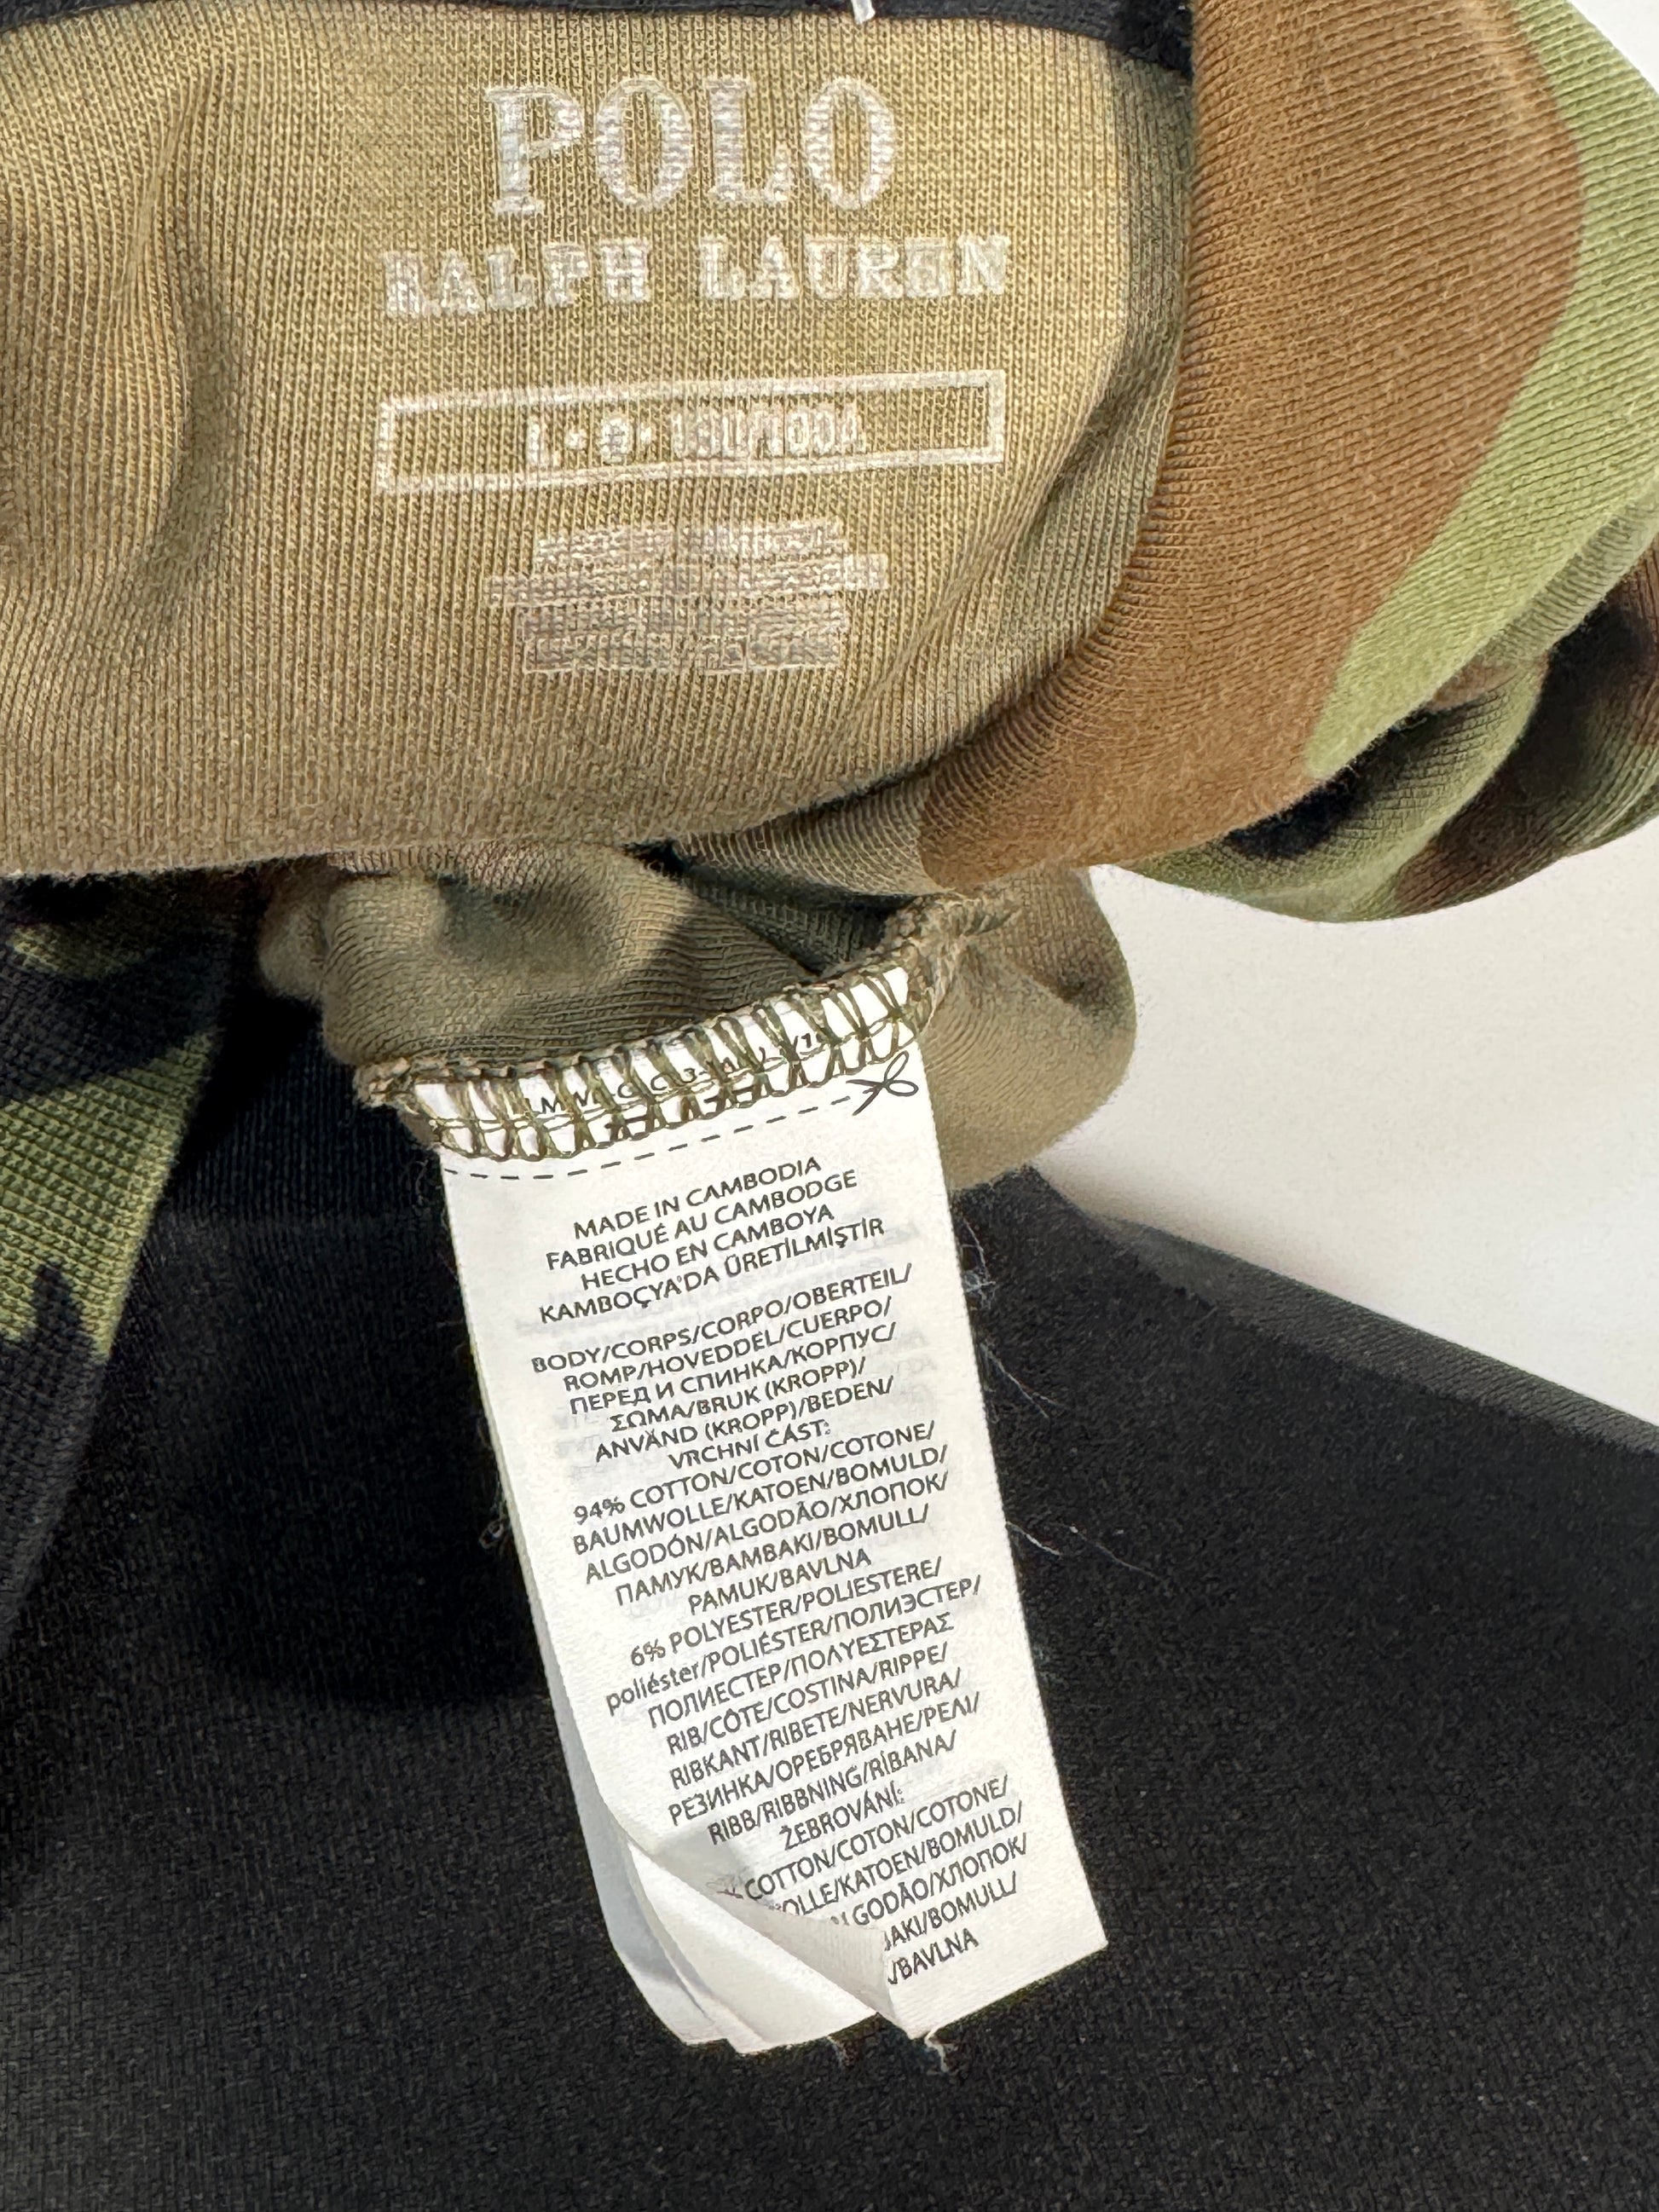 POLO
RALPH LAUREN
MADE IN CAMBODIA
FABRIQUÉ AU CAMBODGE
HECHO EN CAMBOYA
KAMBOÇYA'DA ÜRETİLMİŞTİR
BODY/CORPS/CORPO/OBERTEIL/
ROMP/HOVEDDEL/CUERPO/
ПЕРЕД И СПИНКА/КОРПУС/
ΣΩΜΑ/BRUK (KROPP)/
ANVÄND (KROPP)/BEDEN/
VRCHNÍ ČÁST:
94% COTTON/COTON/COTONE/
BAUMWOLLE/KATOEN/BOMULD/
ALGODÓN/ALGODÃO/ХЛОПОК/
ПАМУК/BAMBAKI/BOMULL/
PAMUK/BAVLNA
6% POLYESTER/POLIESTERE/
poliéster/POLIÉSTER/ПОЛИЭСТЕР/
ПОЛИЕСТЕР/ΠΟΛΥΕΣΤΕΡΑΣ
RIB/CÔTE/COSTINA/RIPPE/
RIBKANT/RIBETE/NERVURA/
РЕЗИНКА/ОРЕБРЯВАНЕ/ΡΕΛΙ/
RIBB/RIBBNING/RİBANA/
ŽEBROVÁNÍ:
COTTON/COTON/COTONE/
OLLE/KATOEN/BOMULD/
GODÃO/ХЛОПОК/
AKI/BOMULL/
/BAVLNA